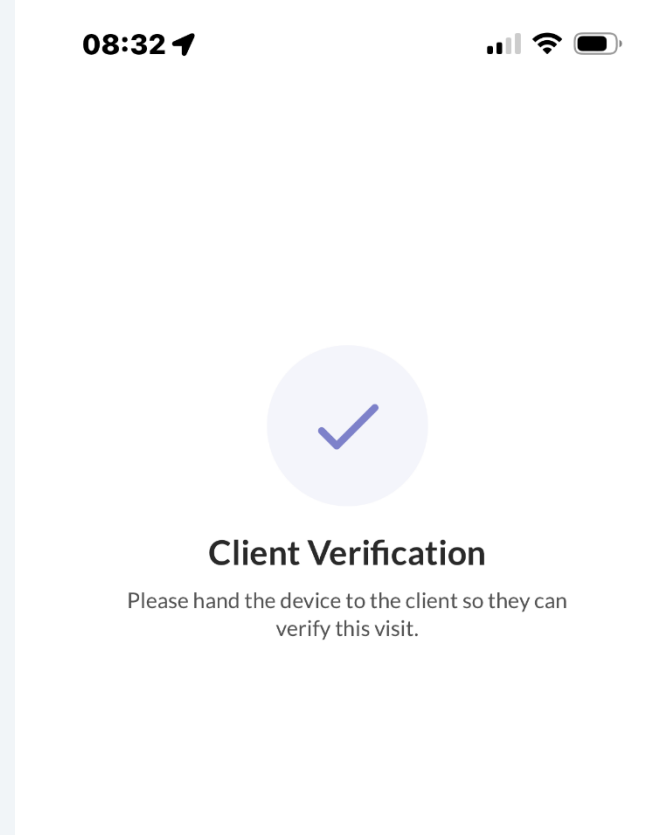 08:32
Client Verification
Please hand the device to the client so they can
verify this visit.